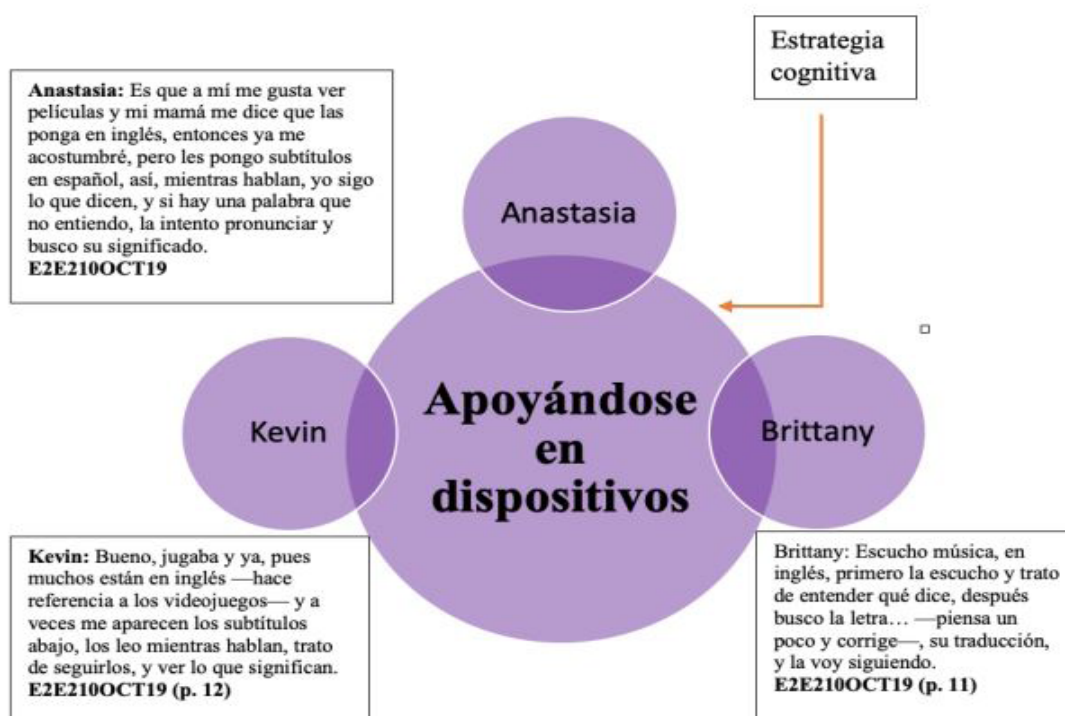 Estrategia
cognitiva
Anastasia: Es que a mí me gusta ver
películas y mi mamá me dice que las
ponga en inglés, entonces ya me
acostumbré, pero les pongo subtítulos
en español, así, mientras hablan, yo sigo
lo que dicen, y si hay una palabra que
no entiendo, la intento pronunciar y
busco su significado.
E2E210OCT19
Anastasia
Kevin
Apoyándose
en
dispositivos
Brittany
Kevin: Bueno, jugaba y ya, pues
muchos están en inglés —hace
referencia a los videojuegos— y a
veces me aparecen los subtítulos
abajo, los leo mientras hablan, trato
de seguirlos, y ver lo que significan.
E2E210OCT19 (p. 12)
Brittany: Escucho música, en
inglés, primero la escucho y trato
de entender qué dice, después
busco la letra… —piensa un
poco y corrige—, su traducción,
y la voy siguiendo.
E2E210OCT19 (p. 11)